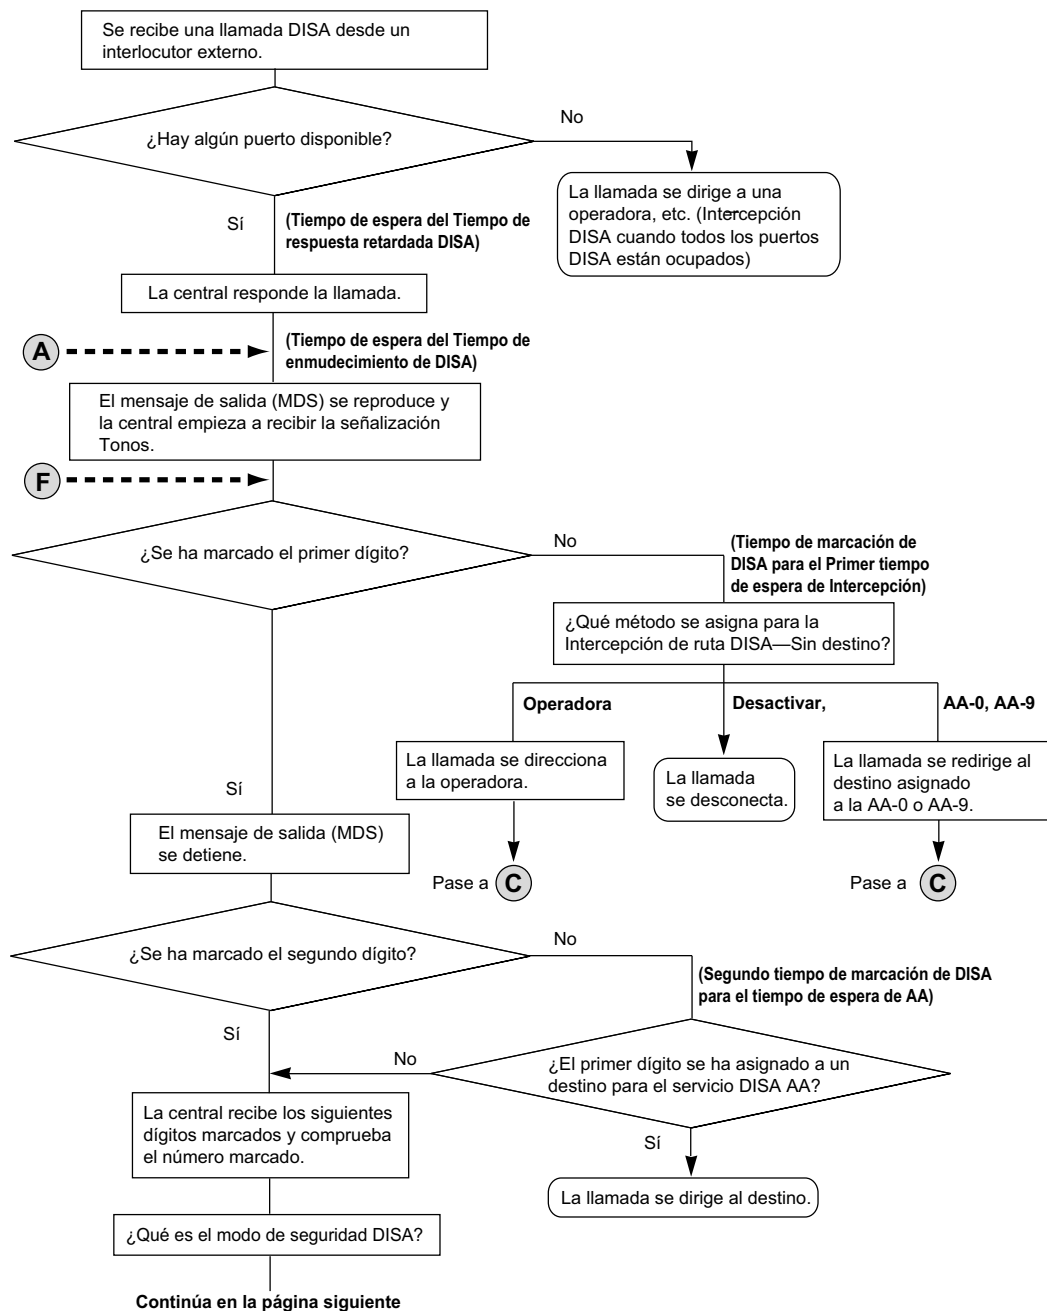 Se recibe una llamada DISA desde un
interlocutor externo.
¿Hay algún puerto disponible?
No
La llamada se dirige a una
operadora, etc. (Intercepción
DISA cuando todos los puertos
DISA están ocupados)
Sí
(Tiempo de espera del Tiempo de
respuesta retardada DISA)
La central responde la llamada.
A
(Tiempo de espera del Tiempo de
enmudecimiento de DISA)
El mensaje de salida (MDS) se reproduce y
la central empieza a recibir la señalización
Tonos.
F
¿Se ha marcado el primer dígito?
No
(Tiempo de marcación de
DISA para el Primer tiempo
de espera de Intercepción)
¿Qué método se asigna para la
Intercepción de ruta DISA—Sin destino?
Operadora
Desactivar,
AA-0, AA-9
La llamada se direcciona
a la operadora.
La llamada
se desconecta.
La llamada se redirige al
destino asignado
a la AA-0 o AA-9.
Sí
El mensaje de salida (MDS)
se detiene.
Pase a C
Pase a C
¿Se ha marcado el segundo dígito?
No
(Segundo tiempo de marcación de DISA
para el tiempo de espera de AA)
Sí
No
¿El primer dígito se ha asignado a un
destino para el servicio DISA AA?
La central recibe los siguientes
dígitos marcados y comprueba
el número marcado.
Sí
La llamada se dirige al destino.
¿Qué es el modo de seguridad DISA?
Continúa en la página siguiente